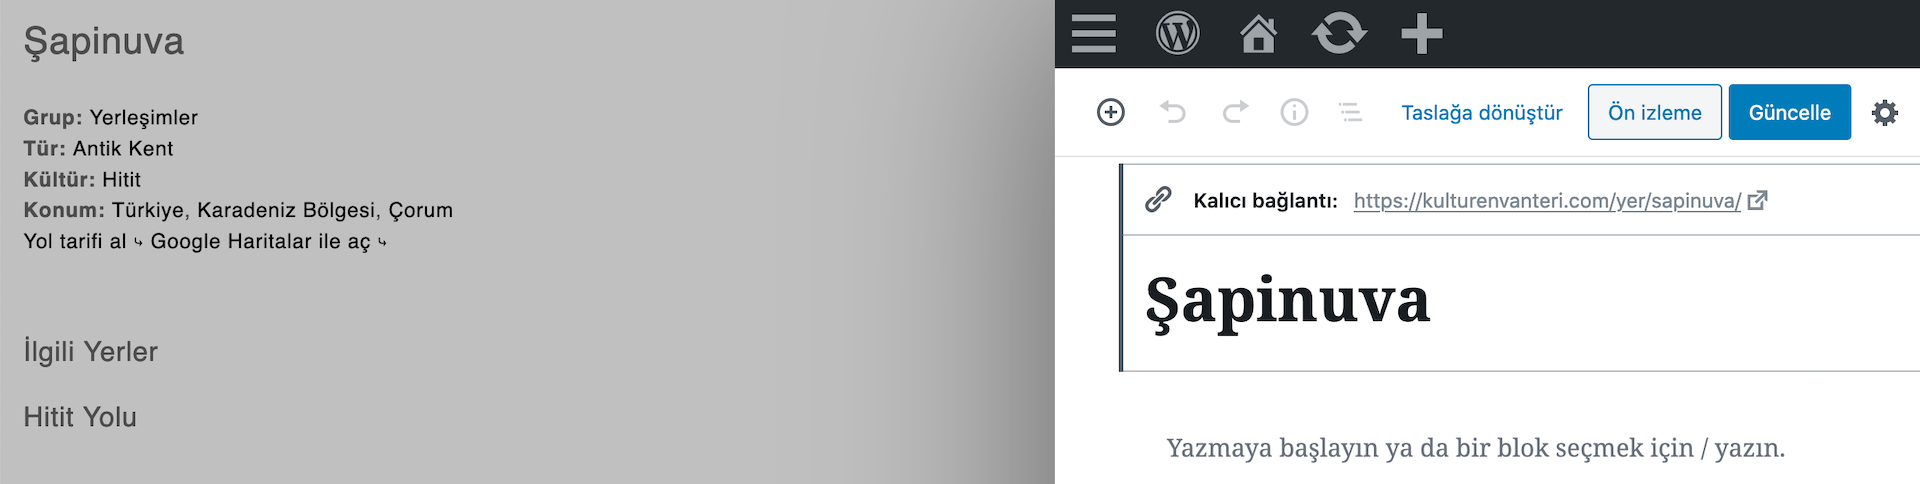 Şapinuva
Grup: Yerleşimler
Tür: Antik Kent
Kültür: Hitit
Konum: Türkiye, Karadeniz Bölgesi, Çorum
Yol tarifi al ⤷ Google Haritalar ile aç ⤷
İlgili Yerler
Hitit Yolu
Taslağa dönüştür
Ön izleme
Güncelle
Kalıcı bağlantı: https://kulturenvanteri.com/yer/sapinuva/
Şapinuva
Yazmaya başlayın ya da bir blok seçmek için / yazın.